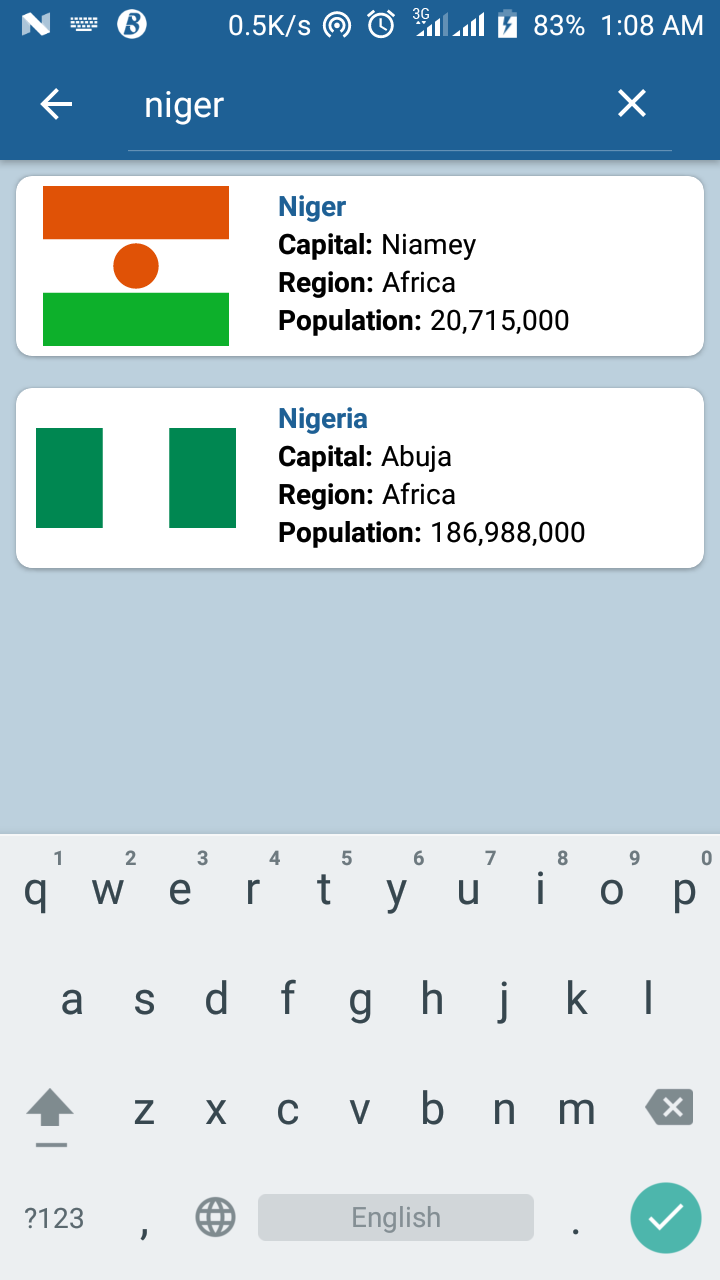 0.5K/s 3G 83% 1:08 AM
niger
Niger
Capital: Niamey
Region: Africa
Population: 20,715,000
Nigeria
Capital: Abuja
Region: Africa
Population: 186,988,000
1 2 3 4 5 6 7 8 9 0
q w e r t y u i o p
a s d f g h j k l
z x c v b n m
?123 , English .